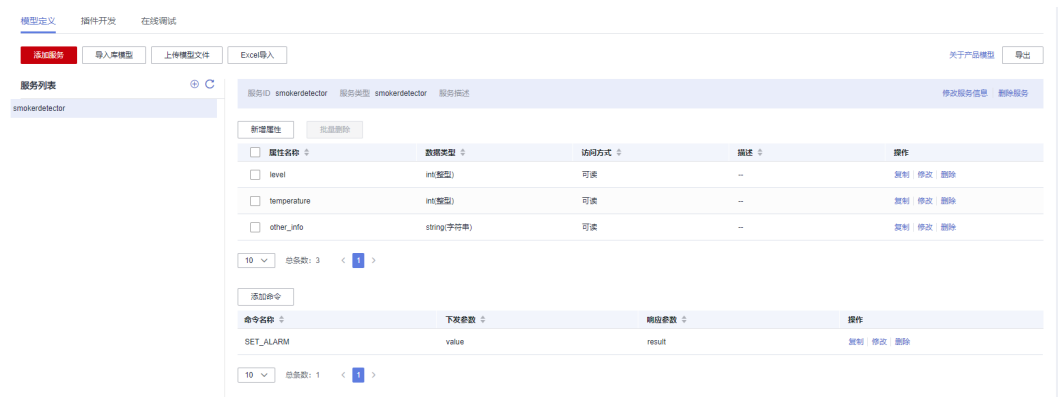 模型定义 插件开发 在线调试
添加服务 导入库模型 上传模型文件 Excel导入 关于产品模型 导出
服务列表
smokerdetector
服务ID smokerdetector 服务类型 smokerdetector 服务描述 修改服务信息 删除服务
新增属性 批量删除
属性名称 数据类型 访问方式 描述 操作
level int(整型) 可读 -- 复制 修改 删除
temperature int(整型) 可读 -- 复制 修改 删除
other_info string(字符串) 可读 -- 复制 修改 删除
10 总条数: 3 < 1 >
添加命令
命令名称 下发参数 响应参数 操作
SET_ALARM value result 复制 修改 删除
10 总条数: 1 < 1 >